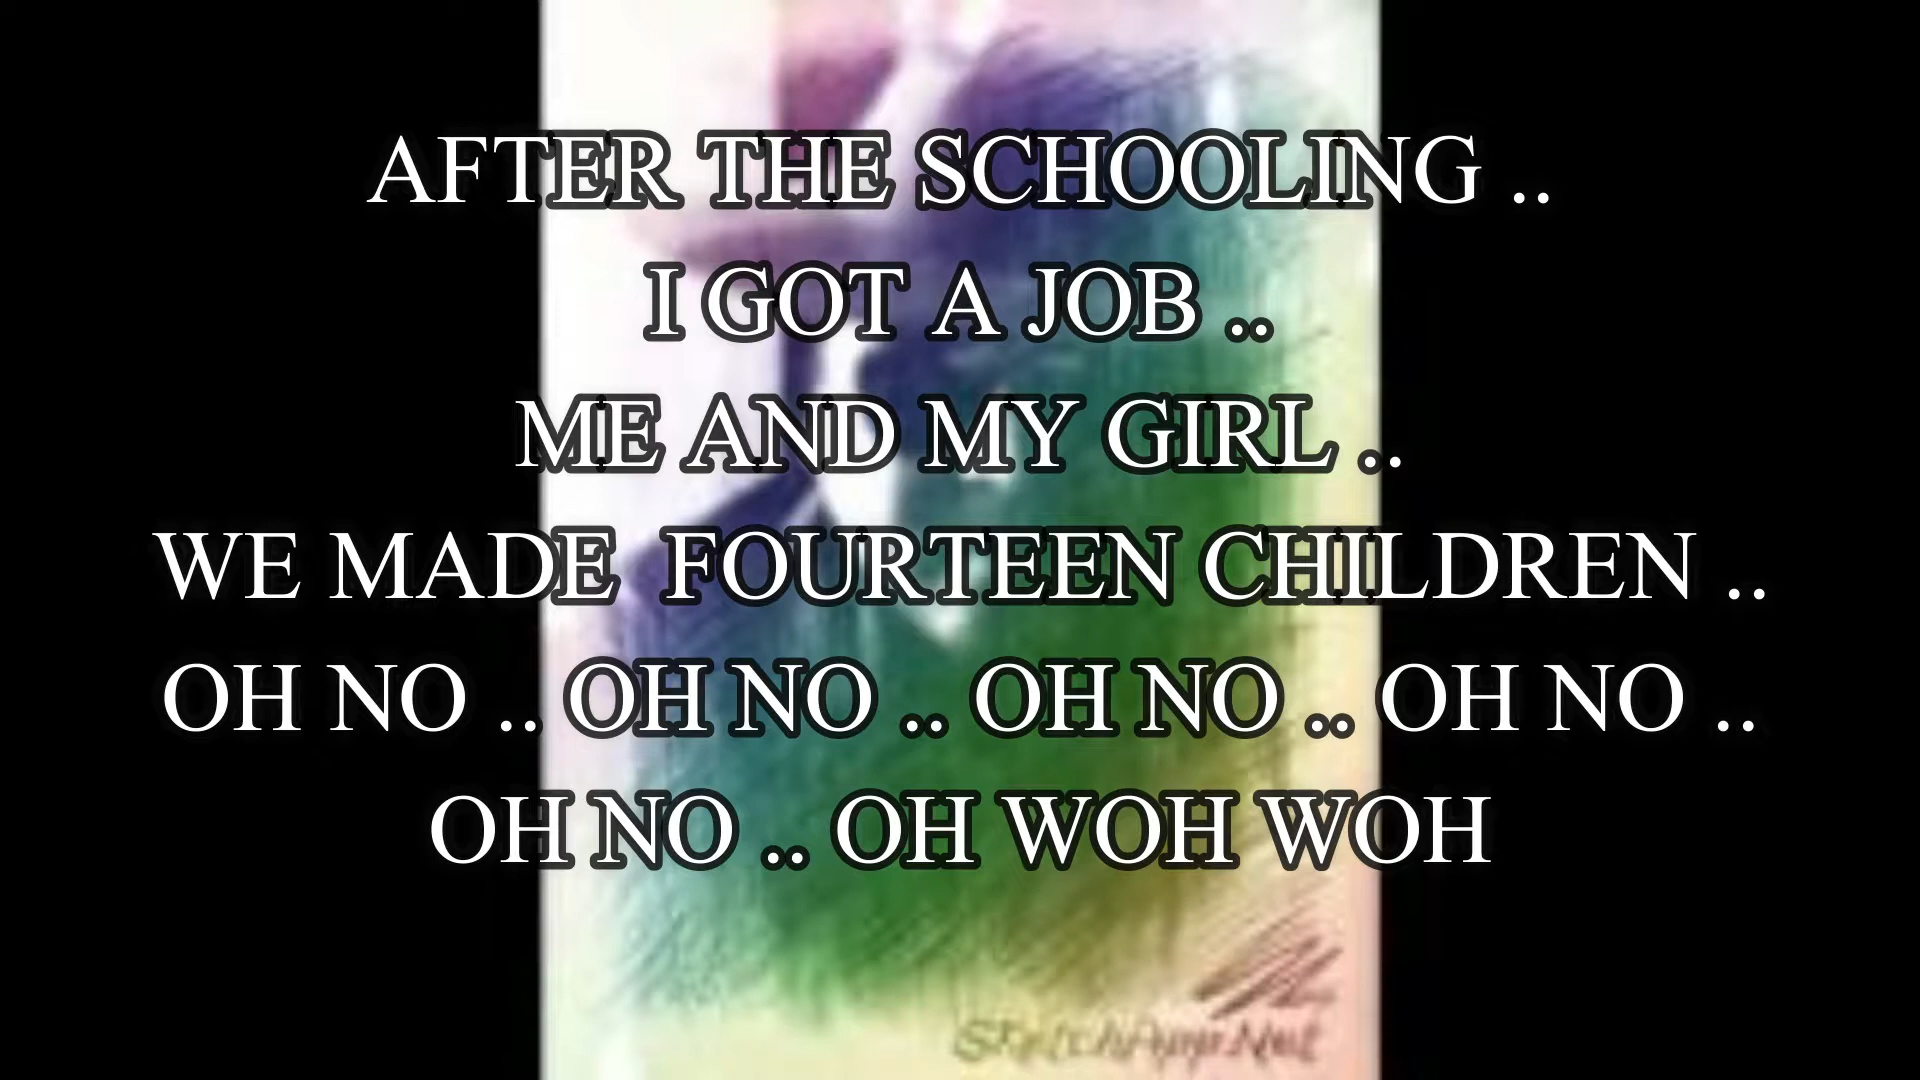 AFTER THE SCHOOLING ..
I GOT A JOB ..
ME AND MY GIRL ..
WE MADE  FOURTEEN CHILDREN ..
OH NO .. OH NO .. OH NO .. OH NO ..
OH NO .. OH WOH WOH